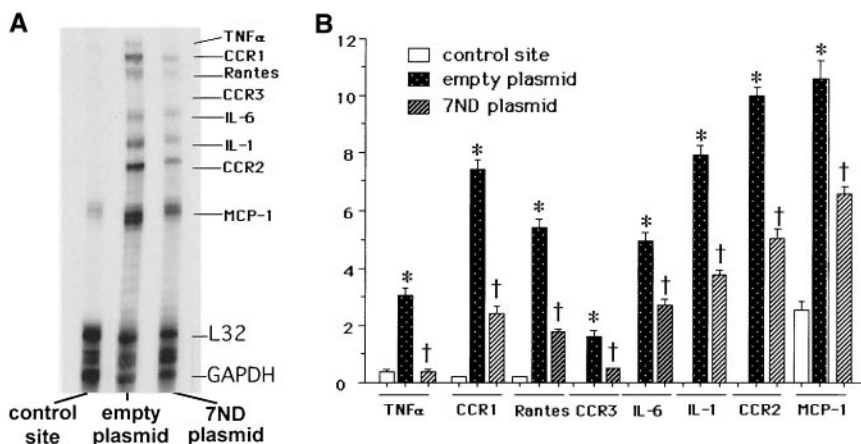 A
TNFα
CCR1
Rantes
CCR3
IL-6
IL-1
CCR2
MCP-1
L32
GAPDH
control site
empty plasmid
7ND plasmid
B
control site
empty plasmid
7ND plasmid
12
10
8
6
4
2
0
* † * † * † * † * † * † * † * †
TNFα CCR1 Rantes CCR3 IL-6 IL-1 CCR2 MCP-1